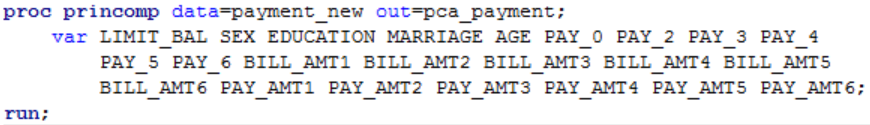 proc princomp data=payment_new out=pca_payment;
var LIMIT_BAL SEX EDUCATION MARRIAGE AGE PAY_0 PAY_2 PAY_3 PAY_4
PAY_5 PAY_6 BILL_AMT1 BILL_AMT2 BILL_AMT3 BILL_AMT4 BILL_AMT5
BILL_AMT6 PAY_AMT1 PAY_AMT2 PAY_AMT3 PAY_AMT4 PAY_AMT5 PAY_AMT6;
run;